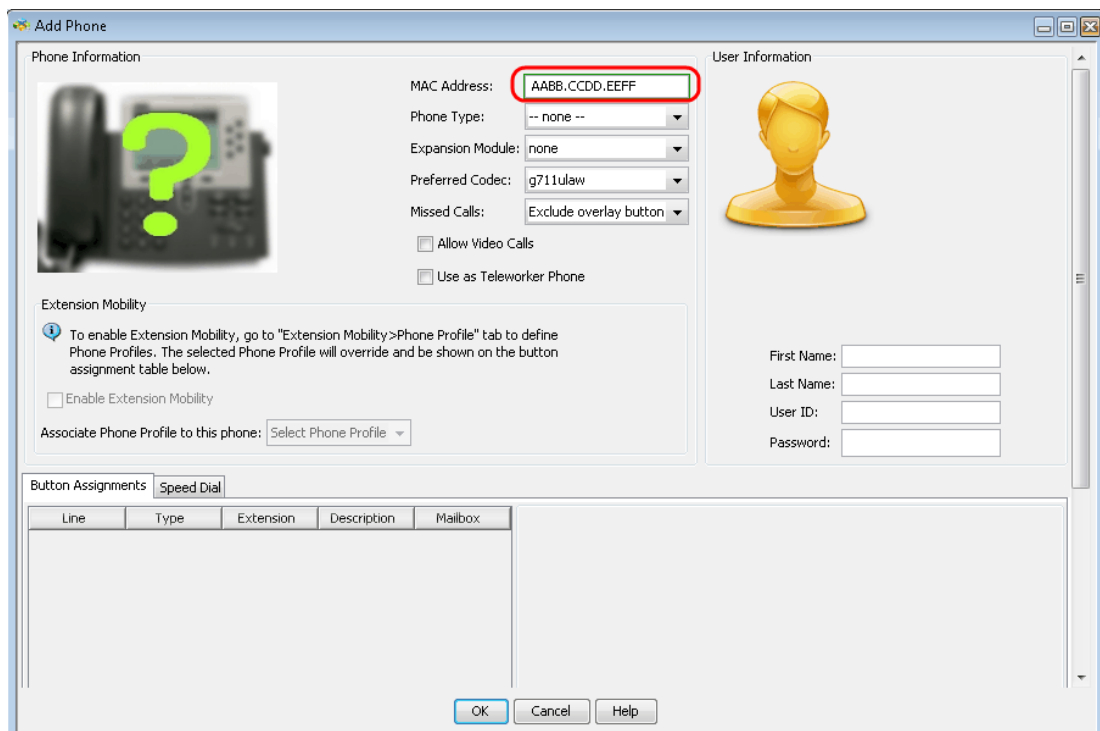 Add Phone
Phone Information
MAC Address: AABB.CCDD.EEFF
Phone Type: -- none --
Expansion Module: none
Preferred Codec: g711ulaw
Missed Calls: Exclude overlay button
Allow Video Calls
Use as Teleworker Phone
Extension Mobility
To enable Extension Mobility, go to "Extension Mobility>Phone Profile" tab to define
Phone Profiles. The selected Phone Profile will override and be shown on the button
assignment table below.
Enable Extension Mobility
Associate Phone Profile to this phone: Select Phone Profile
User Information
First Name:
Last Name:
User ID:
Password:
Button Assignments Speed Dial
Line Type Extension Description Mailbox
OK Cancel Help